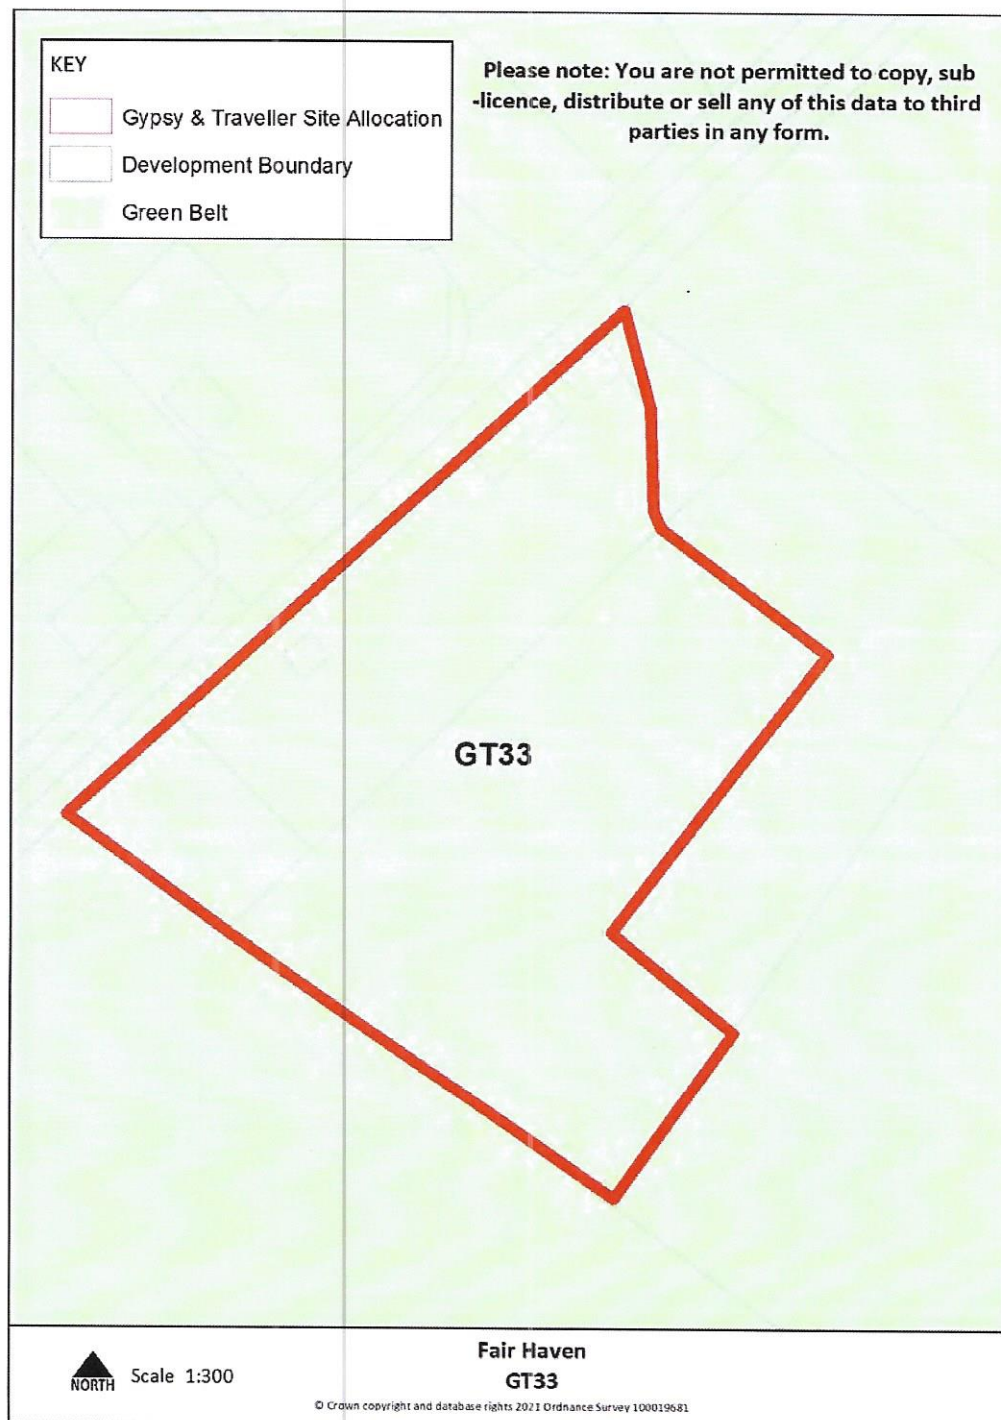 KEY
Gypsy & Traveller Site Allocation
Development Boundary
Green Belt
Please note: You are not permitted to copy, sub
-licence, distribute or sell any of this data to third
parties in any form.
GT33
NORTH
Scale 1:300
Fair Haven
GT33
© Crown copyright and database rights 2021 Ordnance Survey 100019681